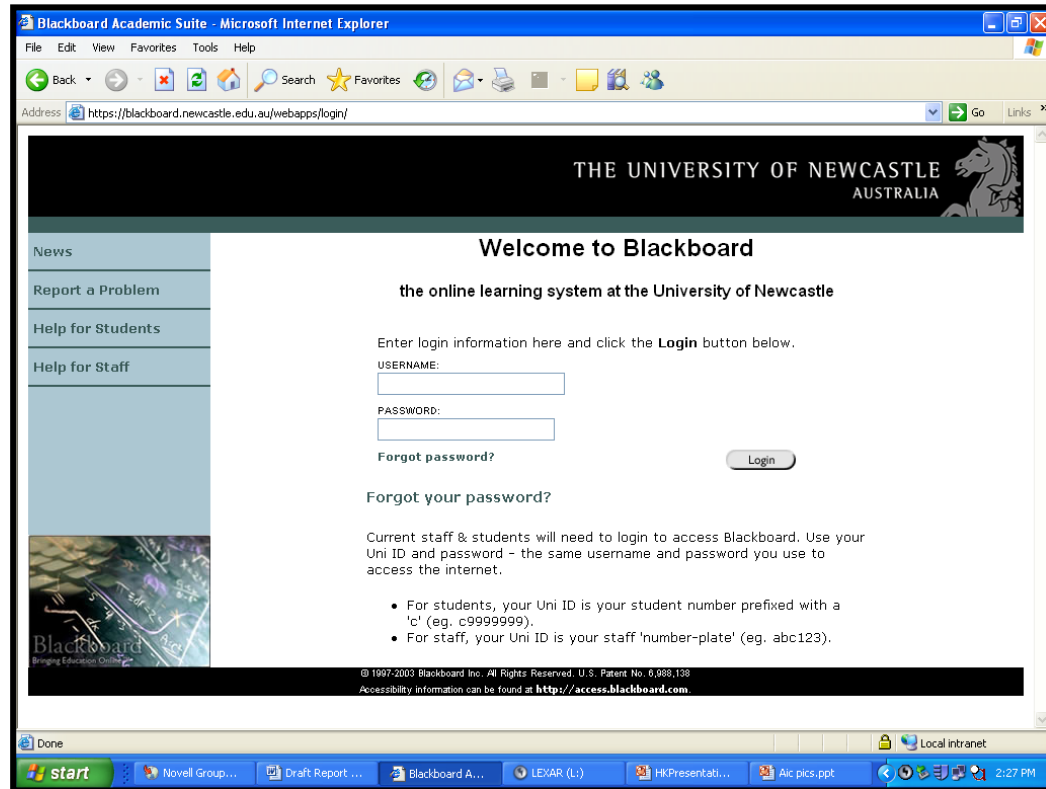 Blackboard Academic Suite - Microsoft Internet Explorer
File Edit View Favorites Tools Help
Back Search Favorites
Address https://blackboard.newcastle.edu.au/webapps/login/ Go Links »
THE UNIVERSITY OF NEWCASTLE
AUSTRALIA
News
Report a Problem
Help for Students
Help for Staff
Blackboard
Bringing Education Online
Welcome to Blackboard
the online learning system at the University of Newcastle
Enter login information here and click the Login button below.
USERNAME:
PASSWORD:
Forgot password?
Login
Forgot your password?
Current staff & students will need to login to access Blackboard. Use your
Uni ID and password - the same username and password you use to
access the internet.
• For students, your Uni ID is your student number prefixed with a
'c' (eg. c9999999).
• For staff, your Uni ID is your staff 'number-plate' (eg. abc123).
© 1997-2003 Blackboard Inc. All Rights Reserved. U.S. Patent No. 6,988,138
Accessibility information can be found at http://access.blackboard.com.
Done Local intranet
start Novell Group... Draft Report ... Blackboard A... LEXAR (L:) HKPresentati... Aic pics.ppt 2:27 PM